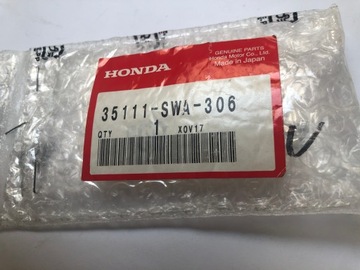 GENUINE PARTS
Honda Motor Co., Ltd.
Made in Japan
HONDA
35111-SWA-306
QTY 1 XOV17